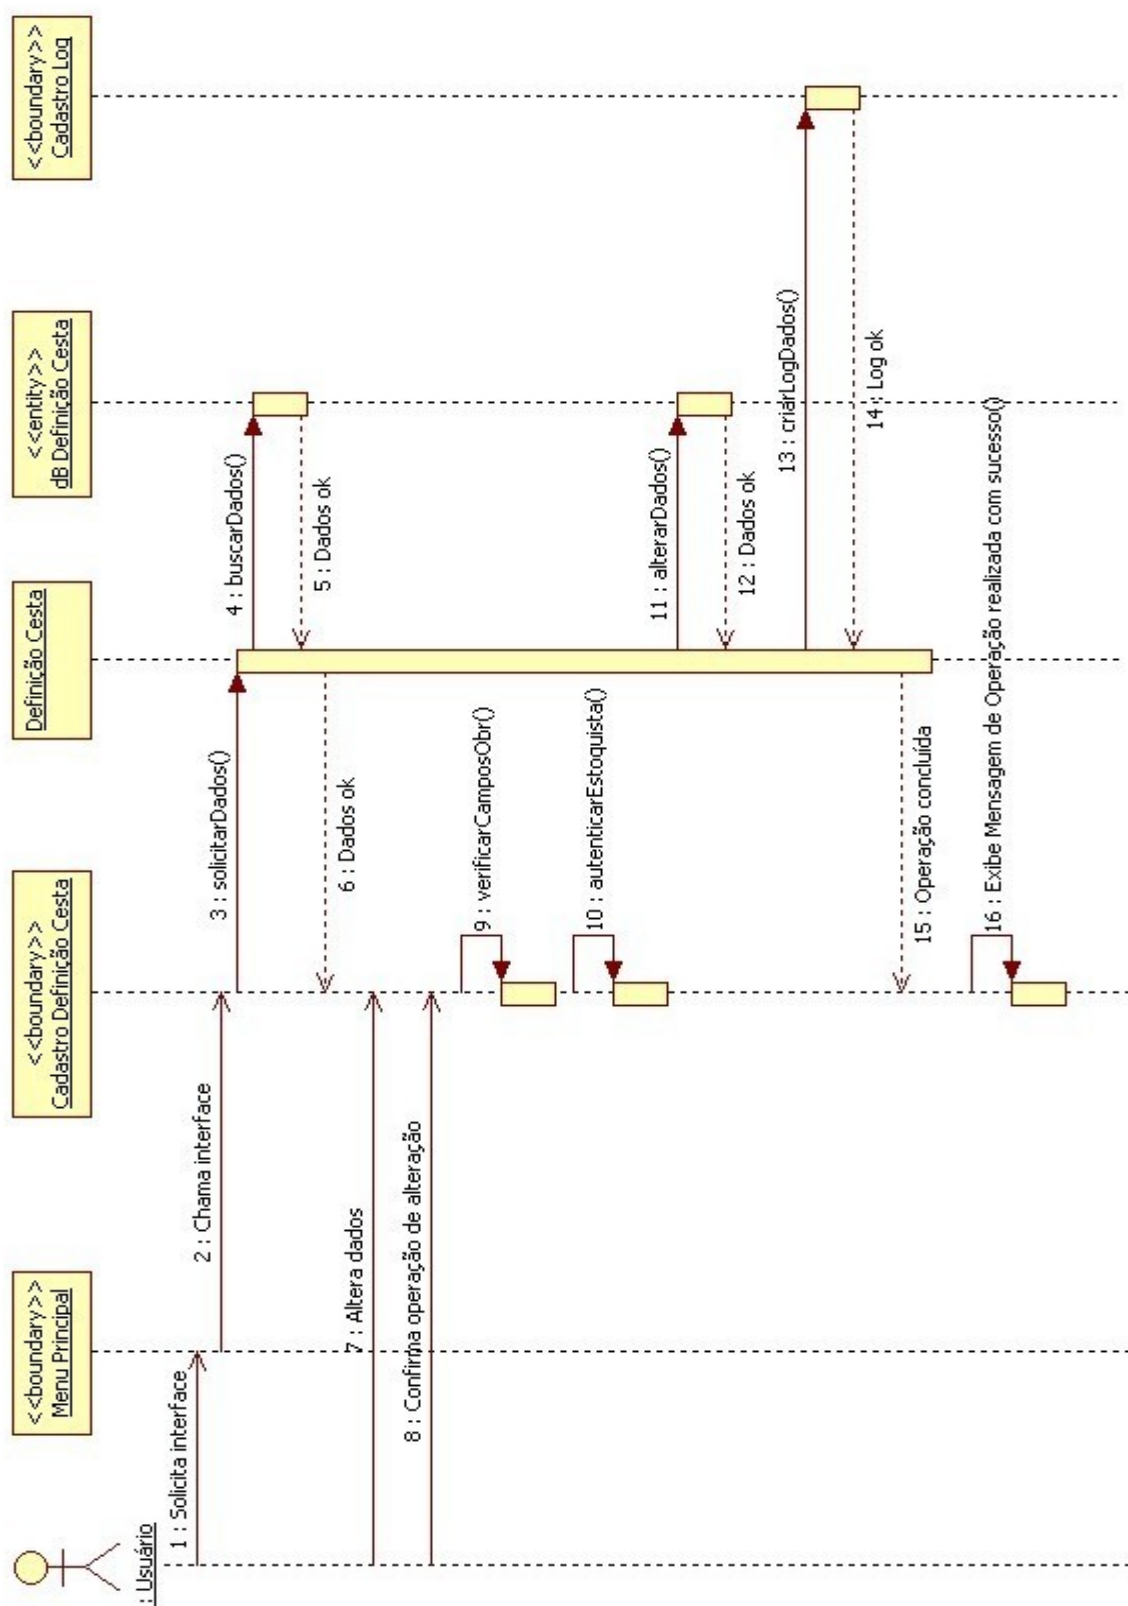 : Usuário
<<boundary>>
Menu Principal
<<boundary>>
Cadastro Definição Cesta
Definição Cesta
<<entity>>
dB Definição Cesta
<<boundary>>
Cadastro Log
1 : Solicita interface
2 : Chama interface
3 : solicitarDados()
4 : buscarDados()
5 : Dados ok
6 : Dados ok
7 : Altera dados
8 : Confirma operação de alteração
9 : verificarCamposObr()
10 : autenticarEstoquista()
11 : alterarDados()
12 : Dados ok
13 : criarLogDados()
14 : Log ok
15 : Operação concluída
16 : Exibe Mensagem de Operação realizada com sucesso()